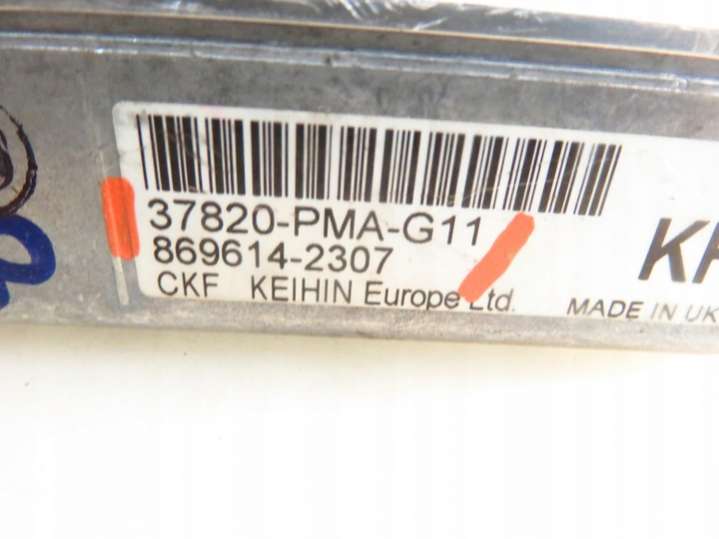 37820-PMA-G11
869614-2307
CKF KEIHIN Europe Ltd.
MADE IN UK